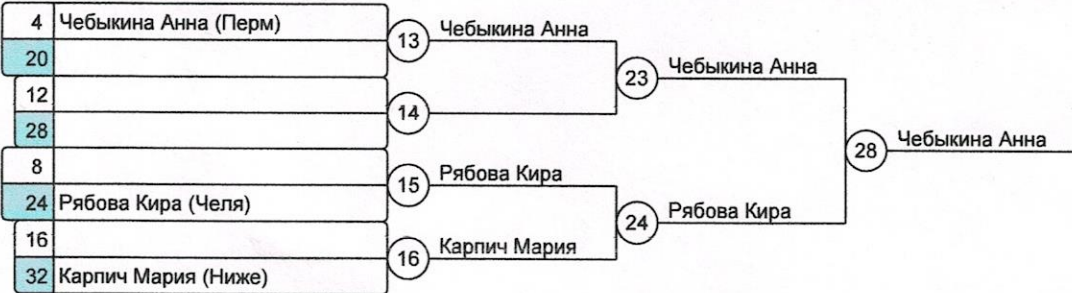 4 Чебыкина Анна (Перм)
20
12
28
8
24 Рябова Кира (Челя)
16
32 Карпич Мария (Ниже)
13 Чебыкина Анна
14
15 Рябова Кира
16 Карпич Мария
23 Чебыкина Анна
24 Рябова Кира
28 Чебыкина Анна